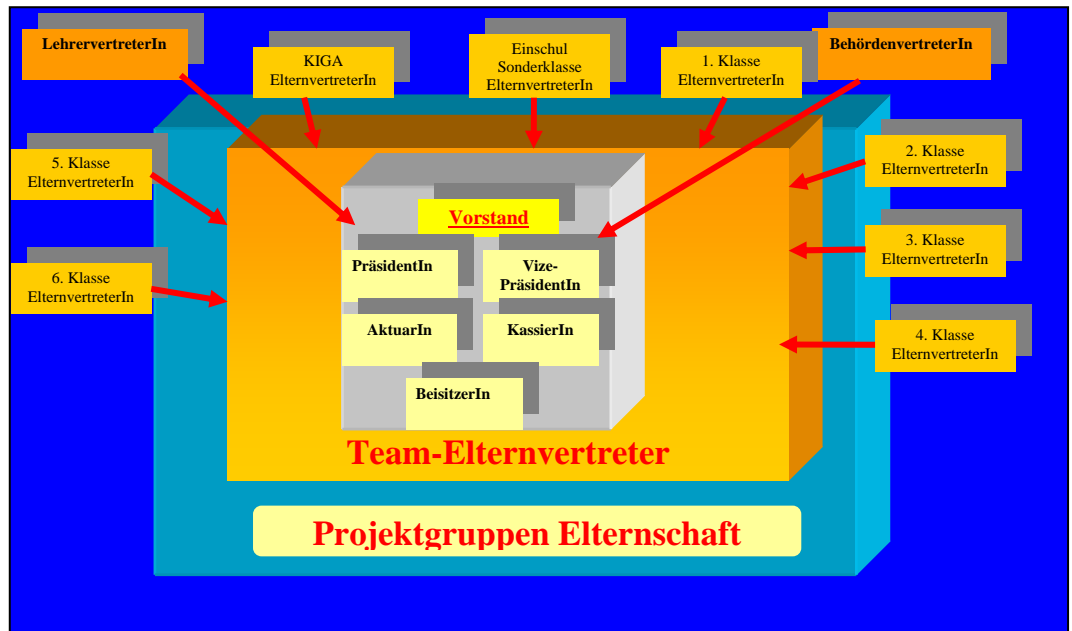 LehrervertreterIn
KIGA
ElternvertreterIn
Einschul
Sonderklasse
ElternvertreterIn
1. Klasse
ElternvertreterIn
BehördenvertreterIn
5. Klasse
ElternvertreterIn
2. Klasse
ElternvertreterIn
6. Klasse
ElternvertreterIn
3. Klasse
ElternvertreterIn
4. Klasse
ElternvertreterIn
Vorstand
PräsidentIn
Vize-
PräsidentIn
AktuarIn
KassierIn
BeisitzerIn
Team-Elternvertreter
Projektgruppen Elternschaft